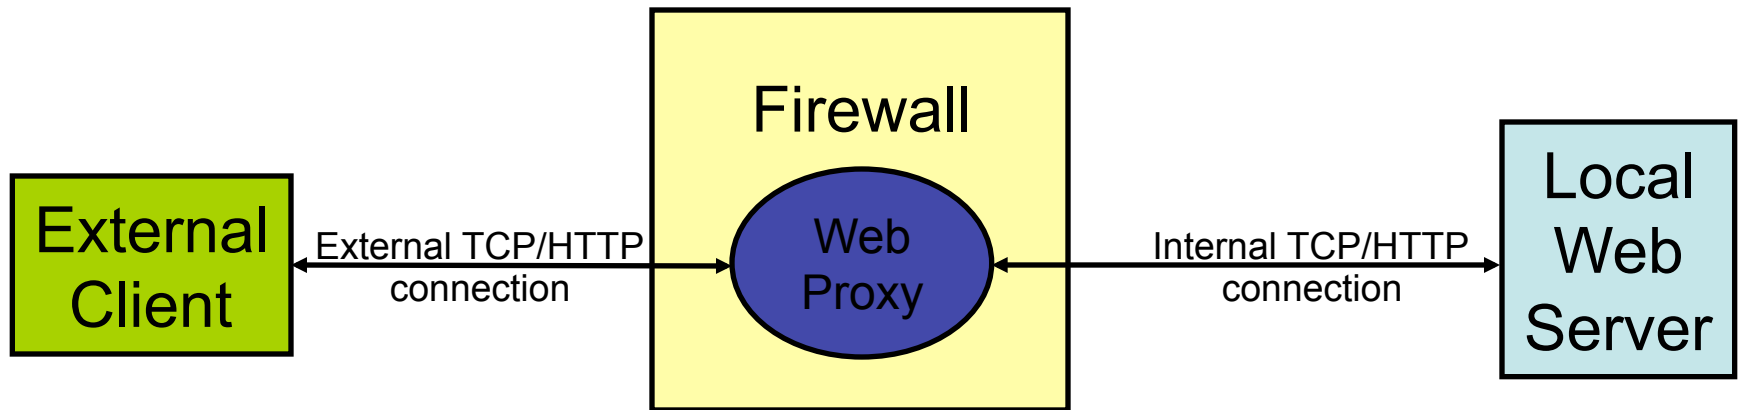 Firewall
External
Client
External TCP/HTTP
connection
Web
Proxy
Internal TCP/HTTP
connection
Local
Web
Server